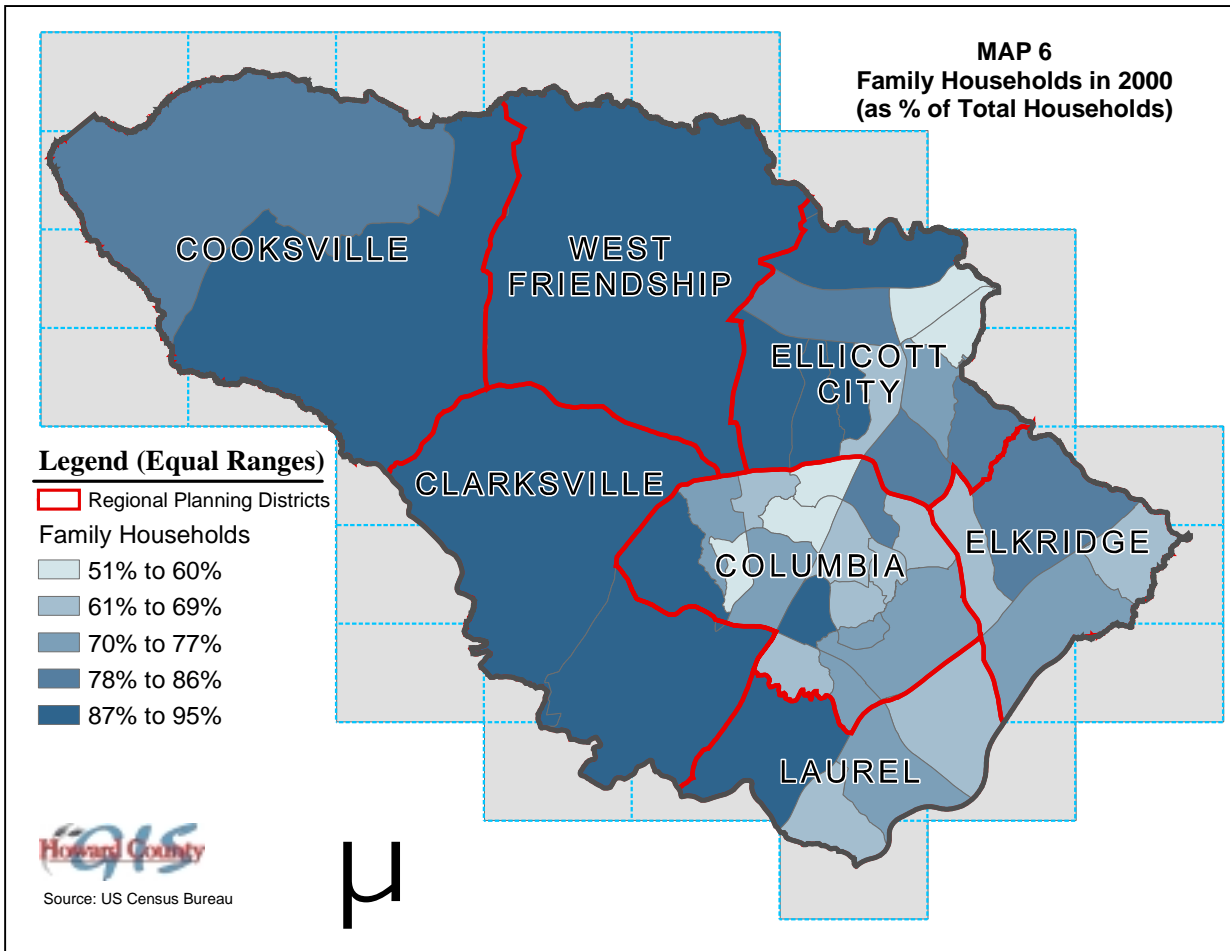 MAP 6
Family Households in 2000
(as % of Total Households)
COOKSVILLE
WEST
FRIENDSHIP
ELLICOTT
CITY
CLARKSVILLE
COLUMBIA
ELKRIDGE
LAUREL
Legend (Equal Ranges)
Regional Planning Districts
Family Households
51% to 60%
61% to 69%
70% to 77%
78% to 86%
87% to 95%
Howard County
GIS
Source: US Census Bureau
µ